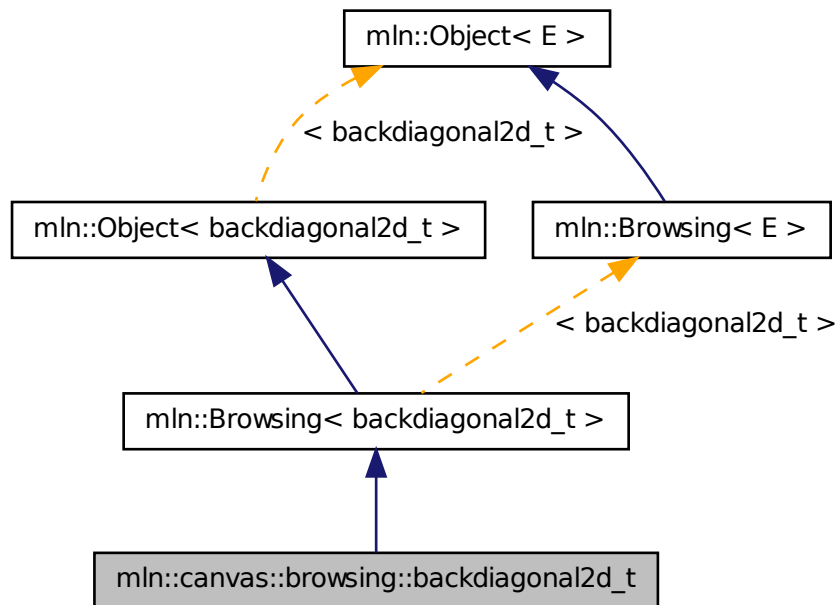 mln::Object< E >
< backdiagonal2d_t >
mln::Object< backdiagonal2d_t >
mln::Browsing< E >
< backdiagonal2d_t >
mln::Browsing< backdiagonal2d_t >
mln::canvas::browsing::backdiagonal2d_t